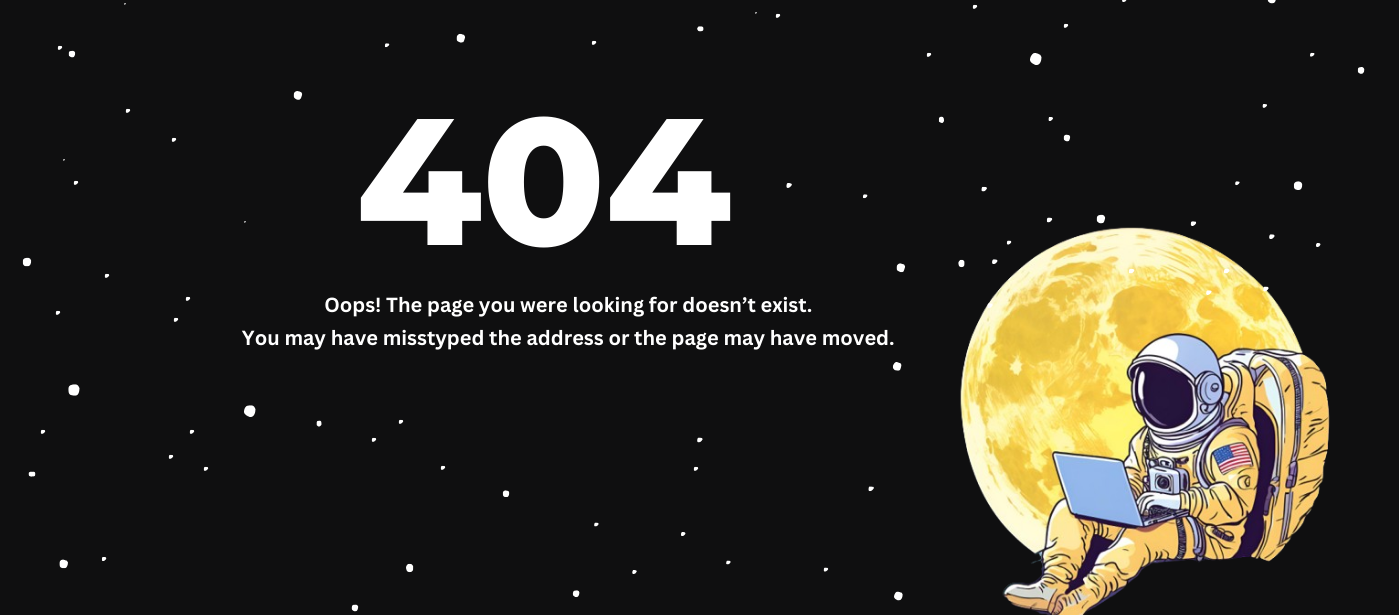 404
Oops! The page you were looking for doesn’t exist.
You may have misstyped the address or the page may have moved.